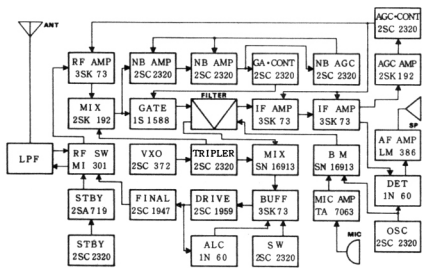 ANT
AGC·CONT
2SC 2320
RF AMP
3SK 73
NB AMP
2SC 2320
NB AMP
2SC 2320
GA·CONT
2SC 2320
NB AGC
2SC 2320
AGC AMP
2SK 192
MIX
2SK 192
GATE
1S 1588
FILTER
IF AMP
3SK 73
IF AMP
3SK 73
SP
AF AMP
LM 386
LPF
RF SW
MI 301
VXO
2SC 372
TRIPLER
2SC 2320
MIX
SN 16913
BM
SN 16913
DET
1N 60
STBY
2SA719
FINAL
2SC 1947
DRIVE
2SC 1959
BUFF
3SK73
MIC AMP
TA 7063
OSC
2SC 2320
STBY
2SC 2320
ALC
1N 60
SW
2SC 2320
MIC